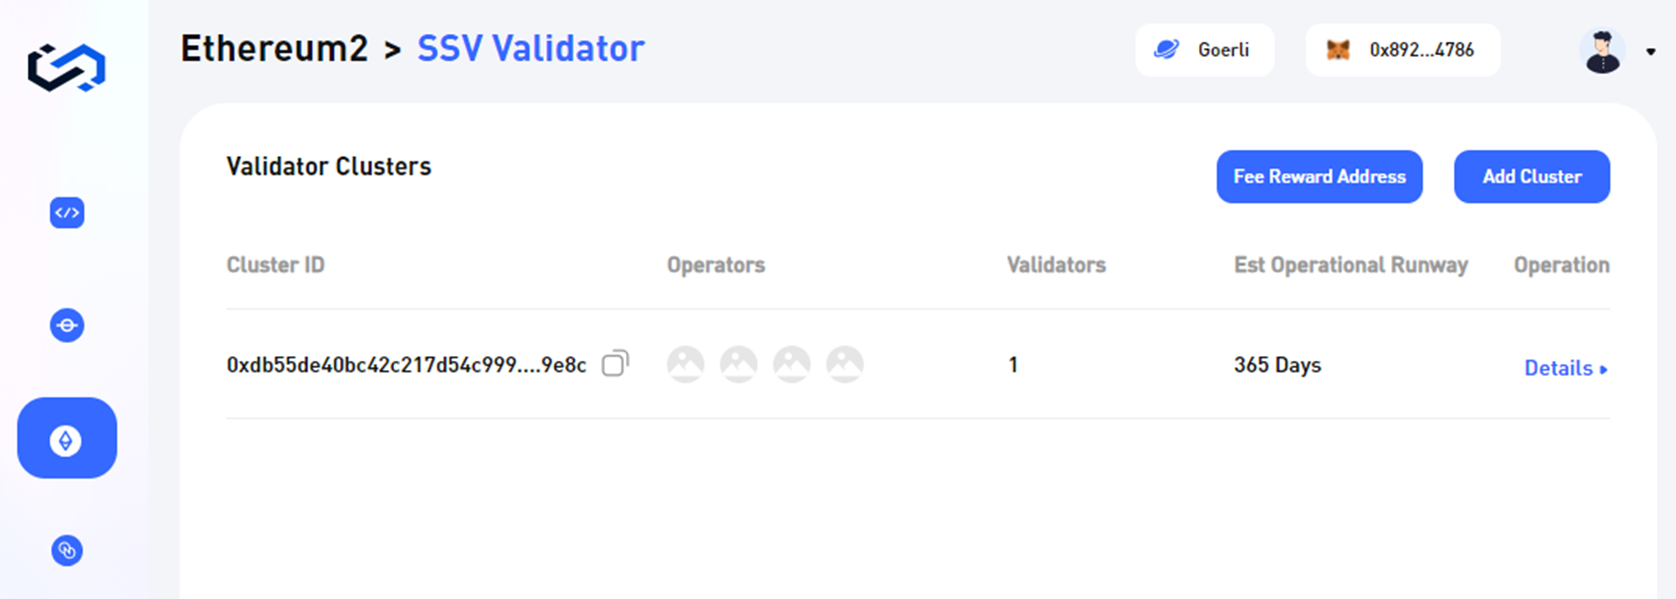 Ethereum2 > SSV Validator
Goerli
0x892...4786
Validator Clusters
Fee Reward Address
Add Cluster
Cluster ID
Operators
Validators
Est Operational Runway
Operation
0xdb55de40bc42c217d54c999....9e8c
1
365 Days
Details